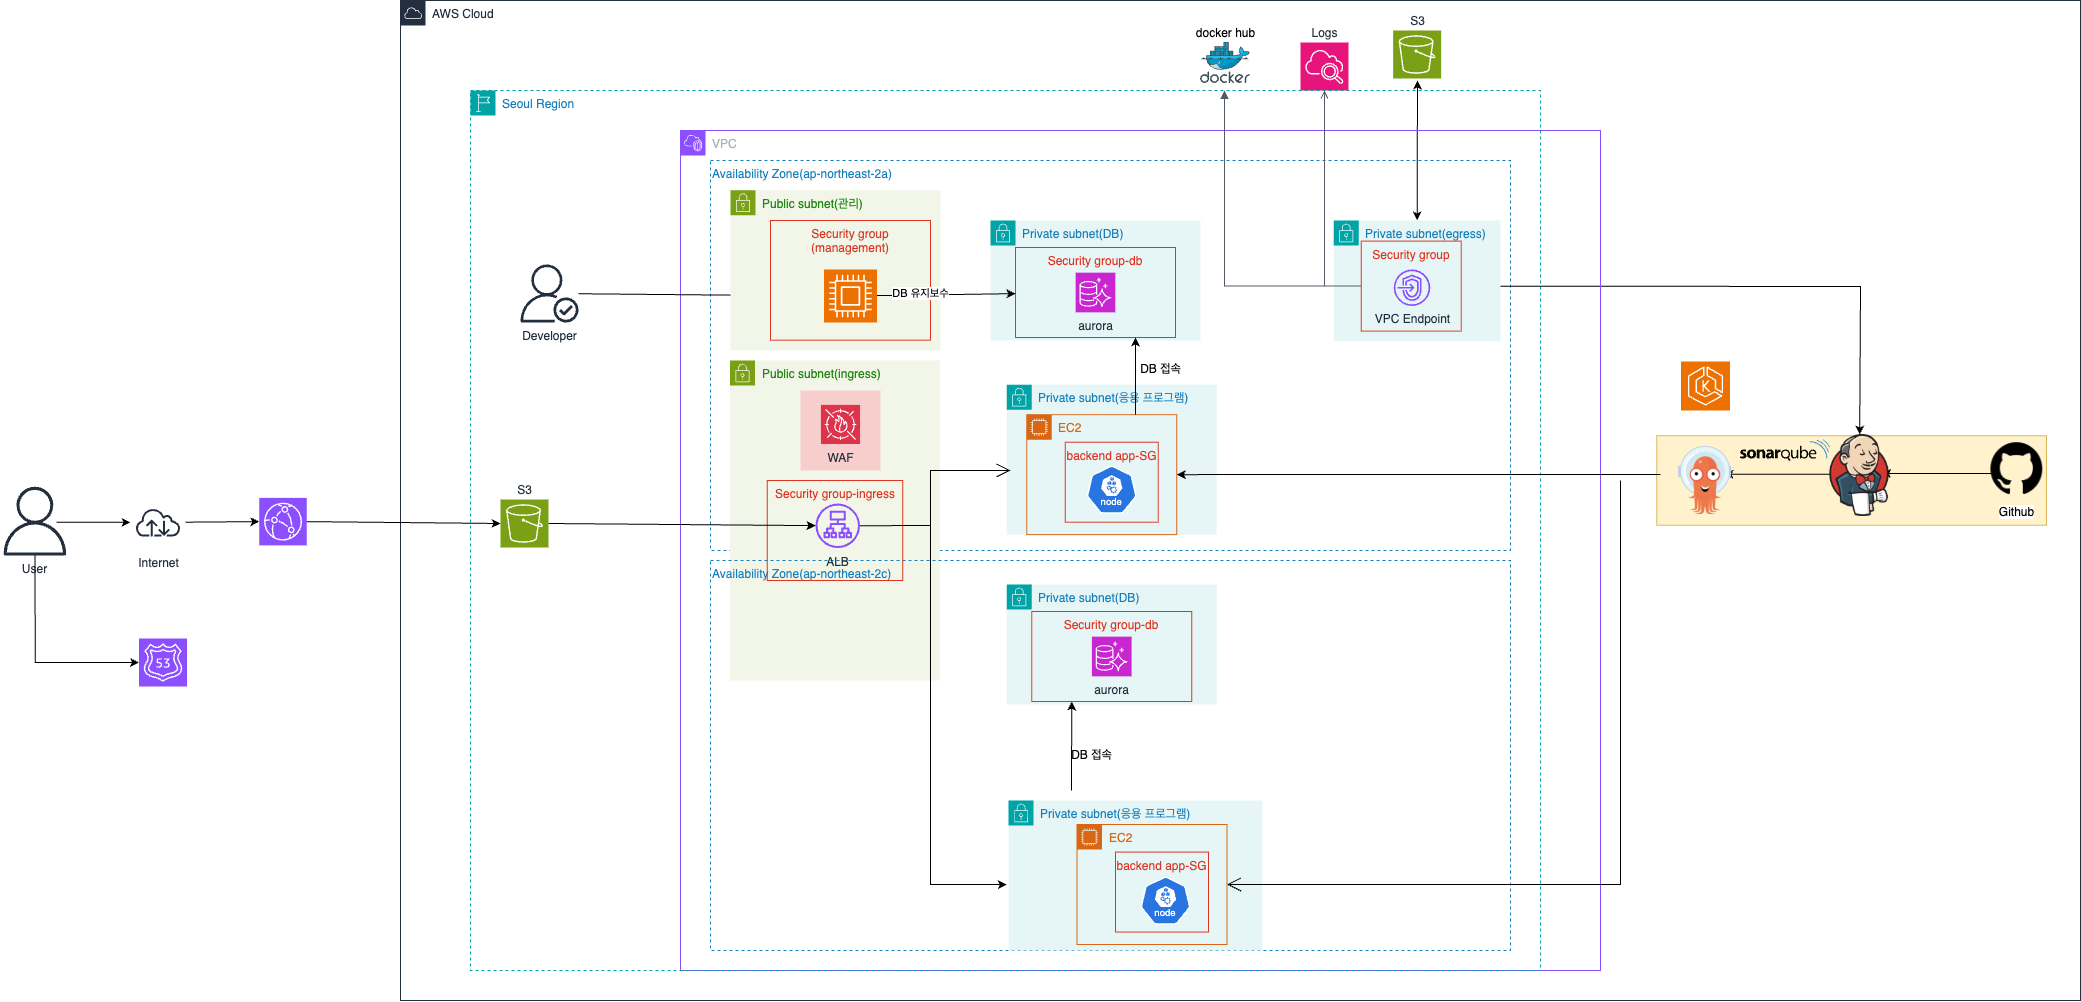 AWS Cloud
S3
docker hub
Logs
docker
Seoul Region
VPC
Availability Zone(ap-northeast-2a)
Public subnet(관리)
Security group
(management)
Private subnet(DB)
Security group-db
aurora
Private subnet(egress)
Security group
VPC Endpoint
DB 유지보수
Developer
DB 접속
Public subnet(ingress)
WAF
Private subnet(응용 프로그램)
EC2
backend app-SG
node
sonarqube
Github
Security group-ingress
ALB
S3
User
Internet
53
Availability Zone(ap-northeast-2c)
Private subnet(DB)
Security group-db
aurora
DB 접속
Private subnet(응용 프로그램)
EC2
backend app-SG
node
K